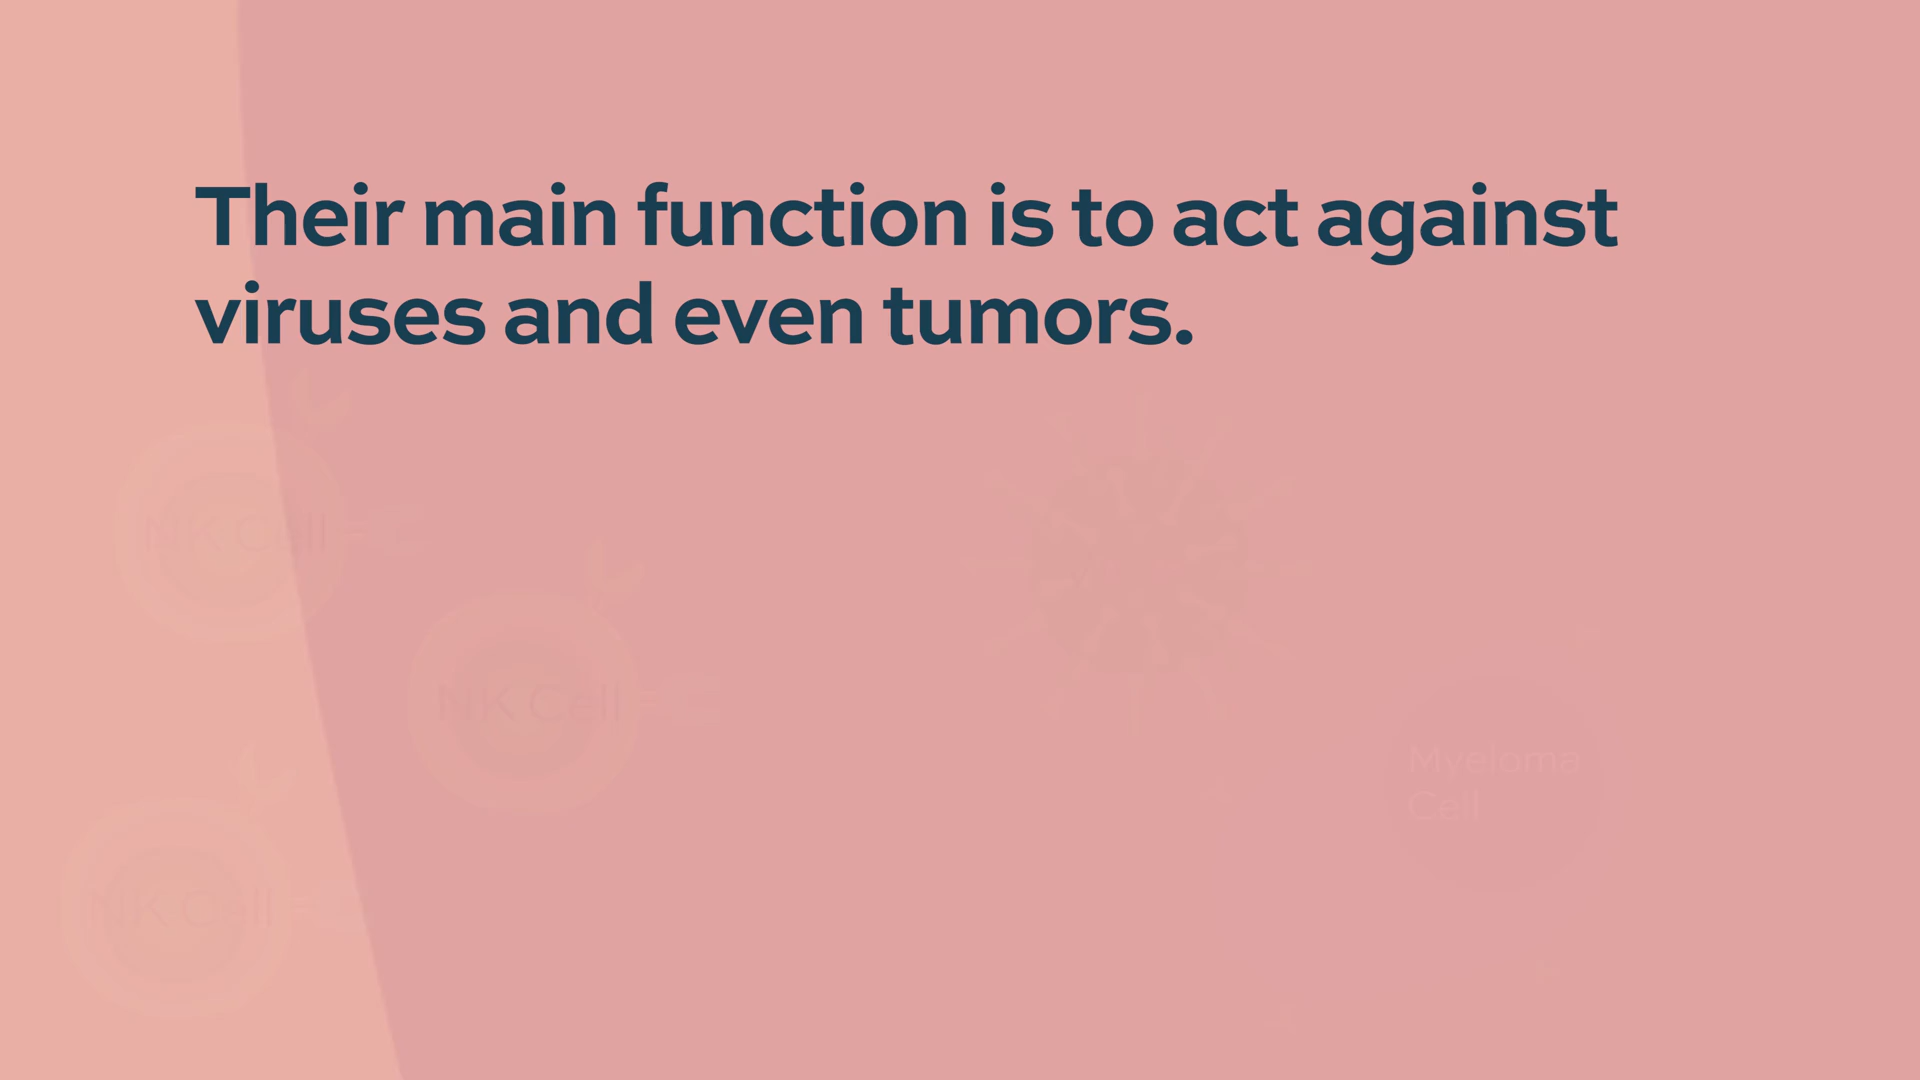 Their main function is to act against
viruses and even tumors.
NK Cell
NK Cell
Myeloma
Cell
NK Cell